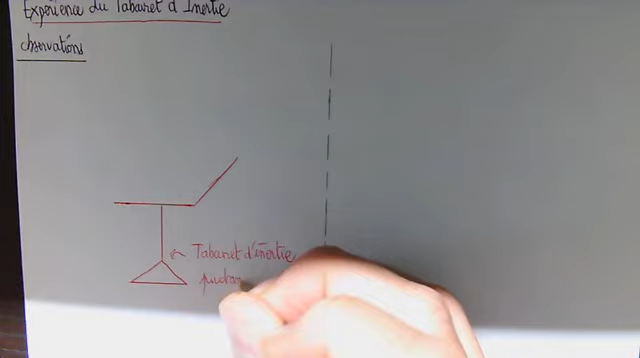 Expérience du Tabouret d'Inertie
observations
Tabouret d'inertie